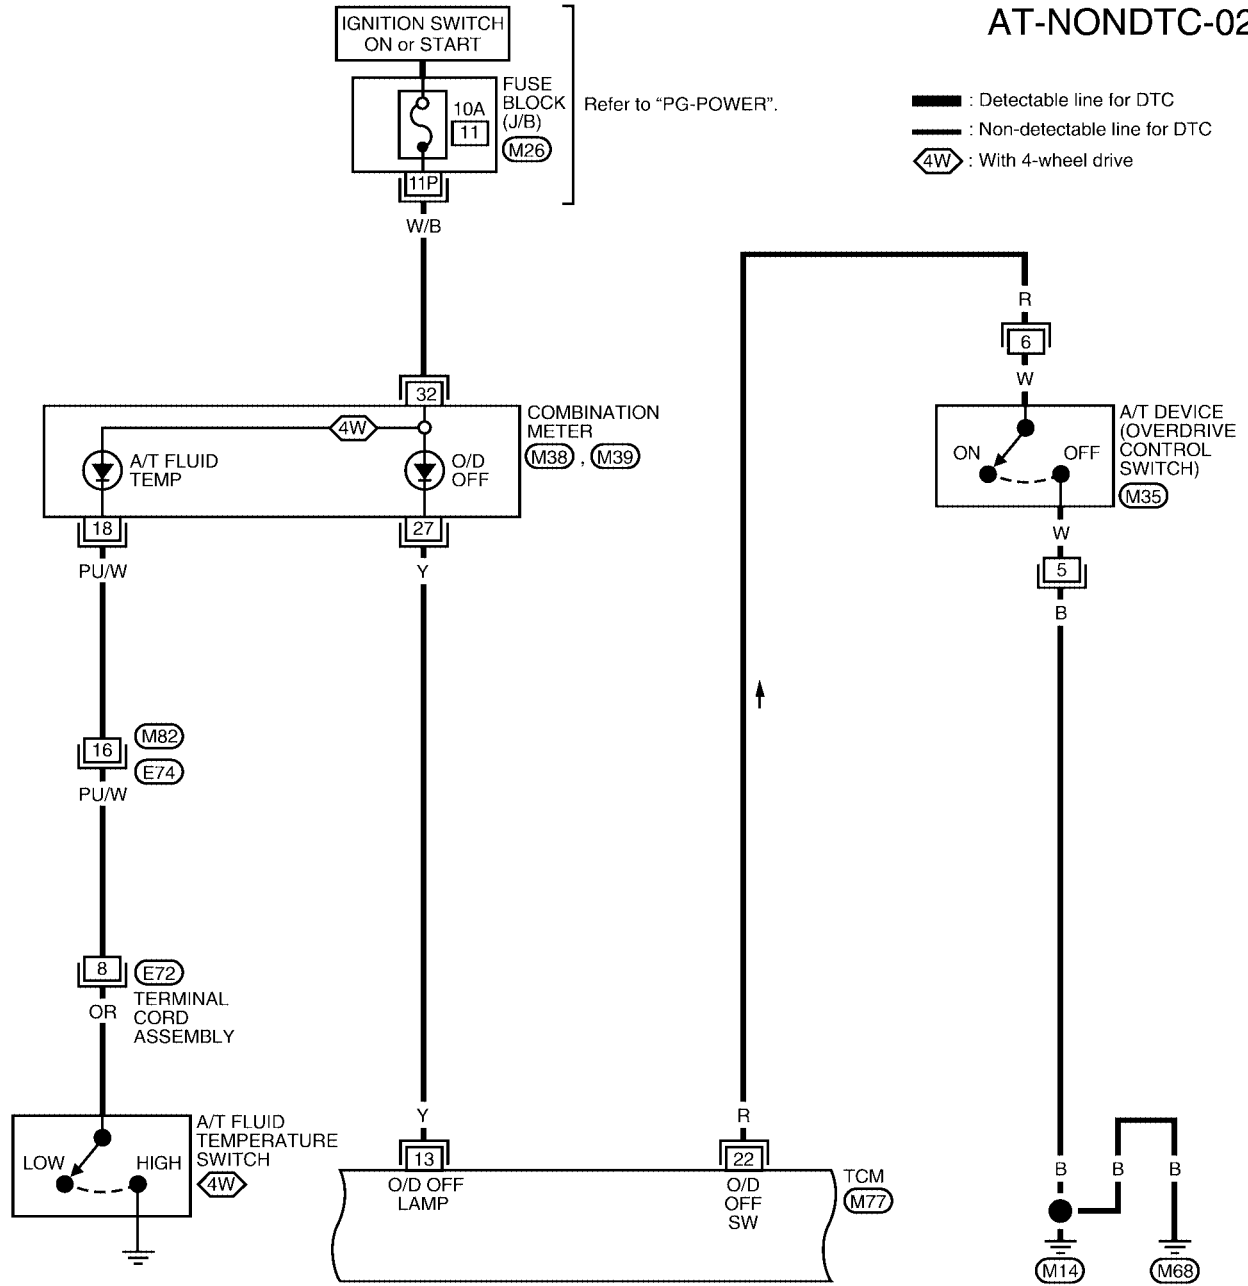 AT-NONDTC-02
IGNITION SWITCH
ON or START
FUSE
BLOCK
(J/B)
M26
10A
11
11P
Refer to “PG-POWER”.
: Detectable line for DTC
: Non-detectable line for DTC
4W : With 4-wheel drive
W/B
R
6
W
32
COMBINATION
METER
M38 , M39
4W
A/T FLUID
TEMP
O/D
OFF
A/T DEVICE
(OVERDRIVE
CONTROL
SWITCH)
M35
ON
OFF
18
27
PU/W
Y
W
5
B
16
M82
E74
PU/W
8
E72
OR
TERMINAL
CORD
ASSEMBLY
A/T FLUID
TEMPERATURE
SWITCH
4W
LOW
HIGH
Y
R
13
22
O/D OFF
LAMP
O/D
OFF
SW
TCM
M77
B
B
B
M14
M68